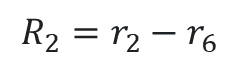 R₂ = r₂ − r₆